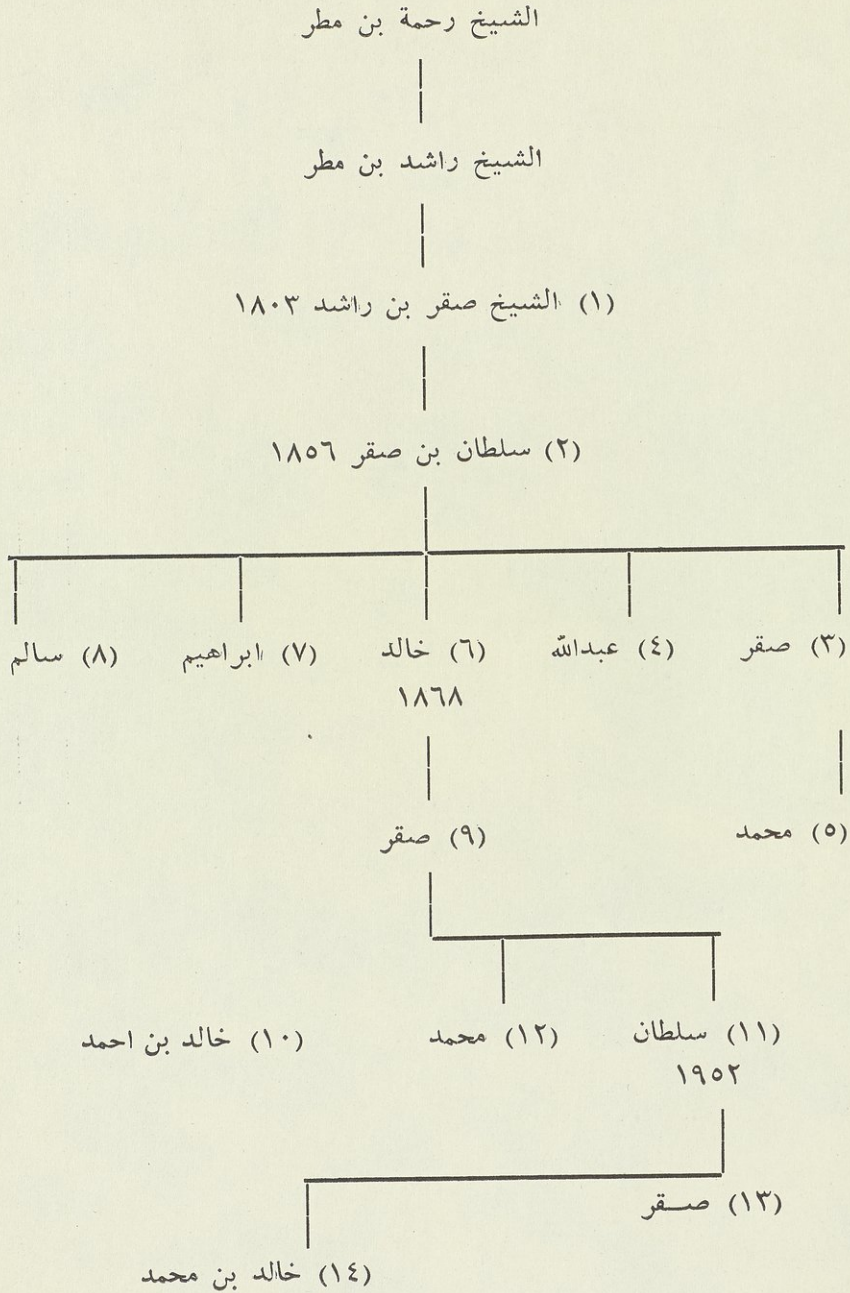 الشيخ رحمة بن مطر
الشيخ راشد بن مطر
(١) الشيخ صقر بن راشد ١٨٠٣
(٢) سلطان بن صقر ١٨٥٦
(٣) صقر (٤) عبدالله (٦) خالد (٧) ابراهيم (٨) سالم
١٨٦٨
(٥) محمد (٩) صقر
(١١) سلطان (١٢) محمد (١٠) خالد بن احمد
١٩٥٢
(١٣) صـقر
(١٤) خالد بن محمد